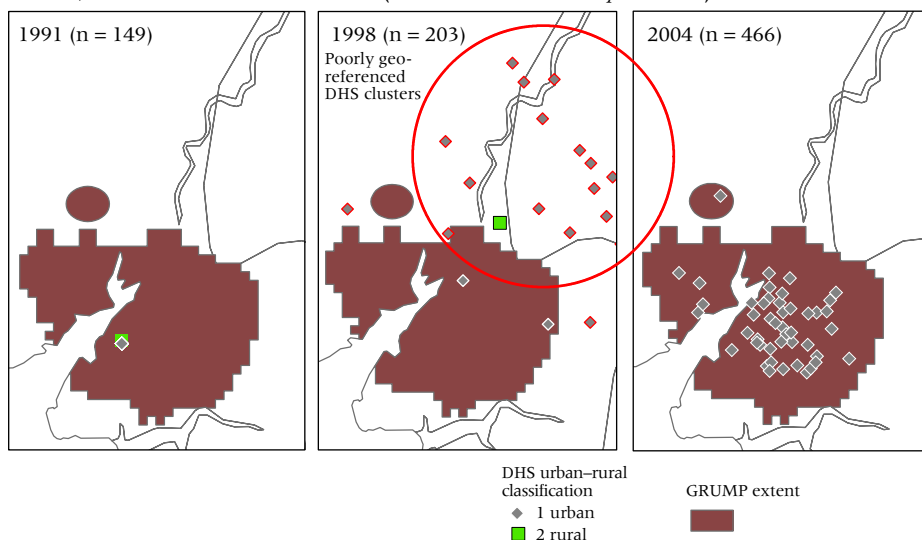 1991 (n = 149)
1998 (n = 203)
Poorly geo-
referenced
DHS clusters
2004 (n = 466)
DHS urban–rural
classification
1 urban
2 rural
GRUMP extent